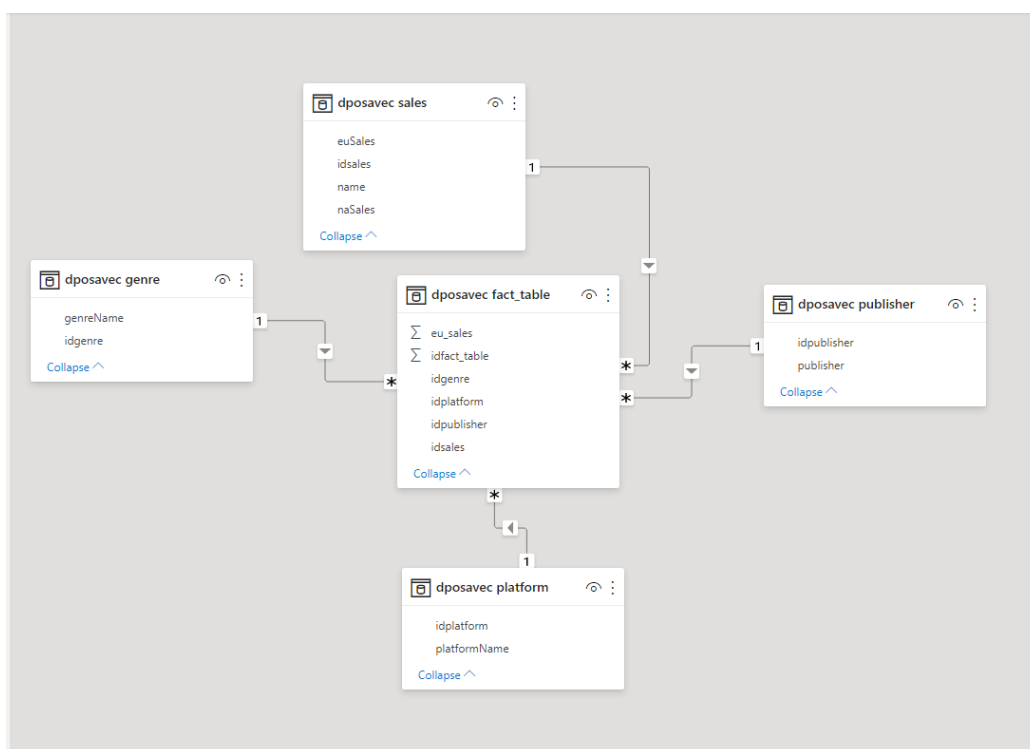 dposavec sales
euSales
idsales
name
naSales
Collapse
1
dposavec genre
genreName
idgenre
Collapse
1
*
dposavec fact_table
Σ eu_sales
Σ idfact_table
idgenre
idplatform
idpublisher
idsales
Collapse
*
*
*
dposavec publisher
idpublisher
publisher
Collapse
1
1
dposavec platform
idplatform
platformName
Collapse